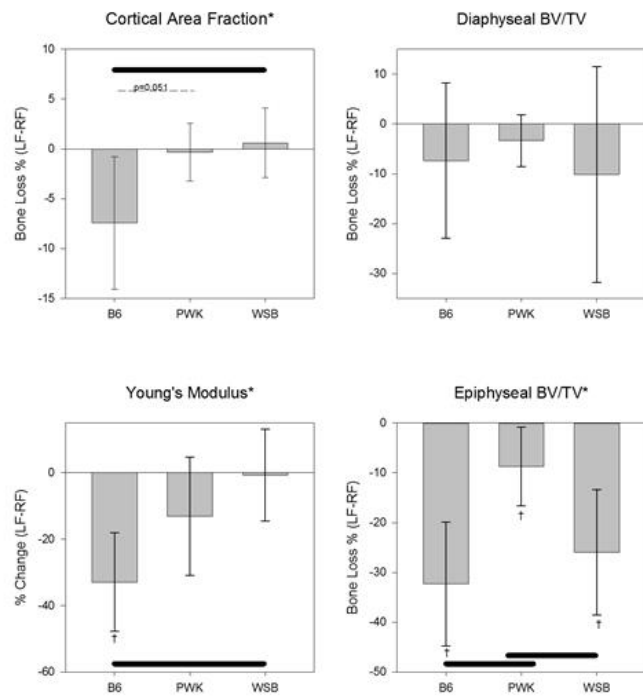 Cortical Area Fraction*
Bone Loss % (LF-RF)
10
5
0
-5
-10
-15
p=0.051
B6 PWK WSB
Diaphyseal BV/TV
Bone Loss % (LF-RF)
10
0
-10
-20
-30
B6 PWK WSB
Young's Modulus*
% Change (LF-RF)
0
-20
-40
-60
†
B6 PWK WSB
Epiphyseal BV/TV*
Bone Loss % (LF-RF)
0
-10
-20
-30
-40
-50
† † †
B6 PWK WSB